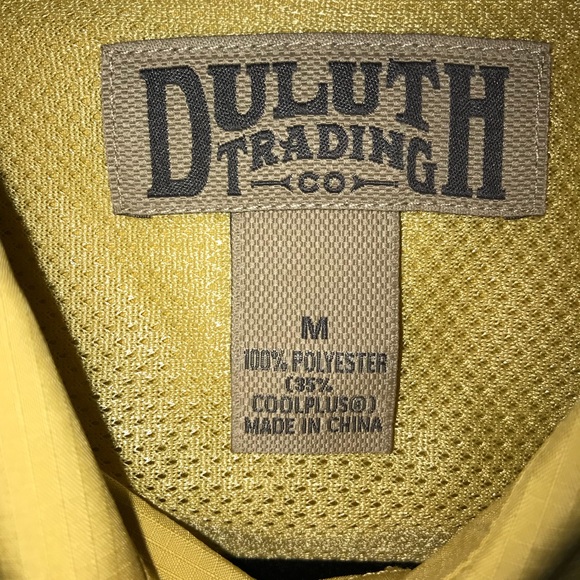 DULUTH
TRADING
CO
M
100% POLYESTER
(35%
COOLPLUS®)
MADE IN CHINA